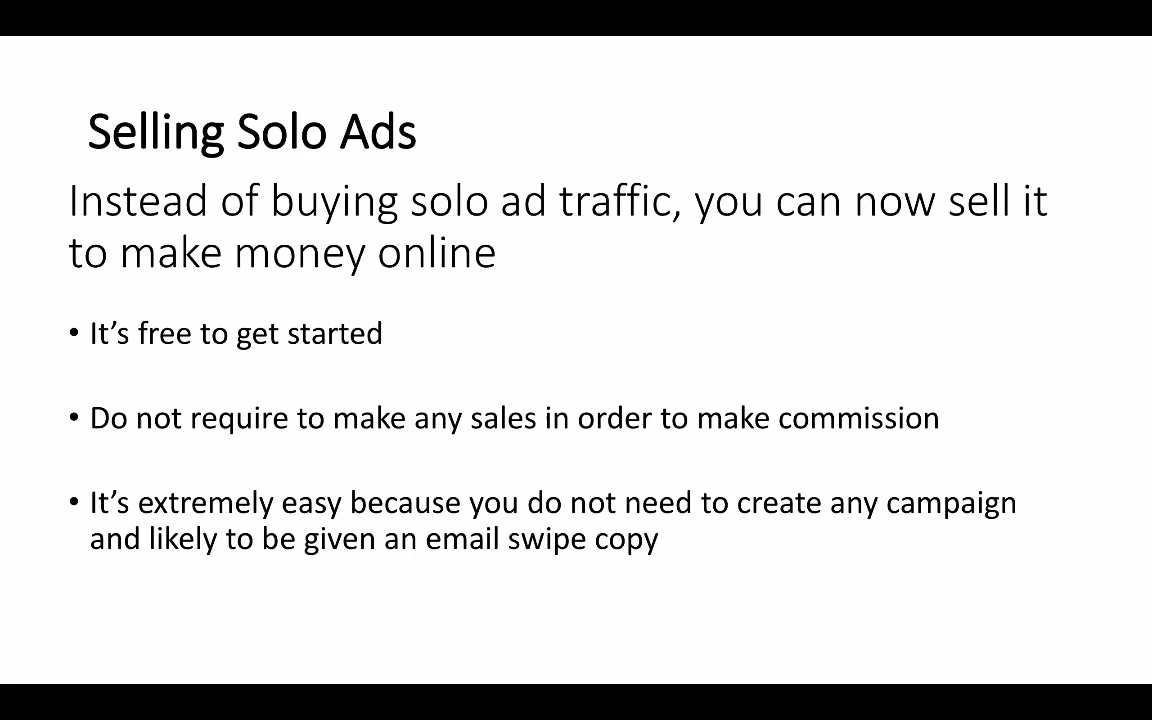 Selling Solo Ads
Instead of buying solo ad traffic, you can now sell it
to make money online
• It’s free to get started
• Do not require to make any sales in order to make commission
• It’s extremely easy because you do not need to create any campaign
and likely to be given an email swipe copy